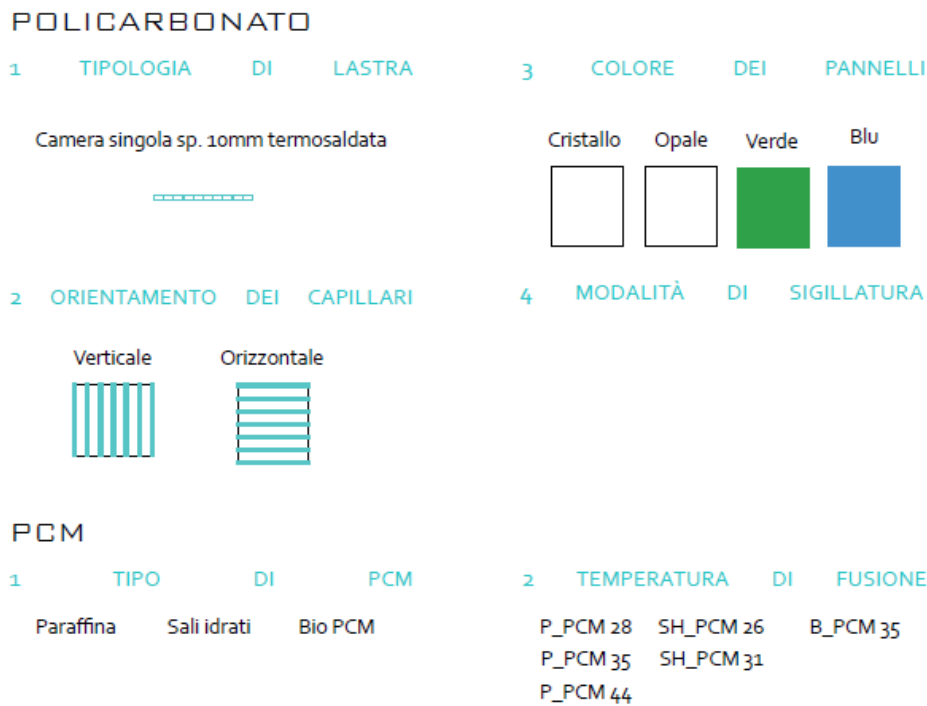 POLICARBONATO
1 TIPOLOGIA DI LASTRA
Camera singola sp. 10mm termosaldata
2 ORIENTAMENTO DEI CAPILLARI
Verticale Orizzontale
3 COLORE DEI PANNELLI
Cristallo Opale Verde Blu
4 MODALITÀ DI SIGILLATURA
PCM
1 TIPO DI PCM
Paraffina Sali idrati Bio PCM
2 TEMPERATURA DI FUSIONE
P_PCM 28 SH_PCM 26 B_PCM 35
P_PCM 35 SH_PCM 31
P_PCM 44